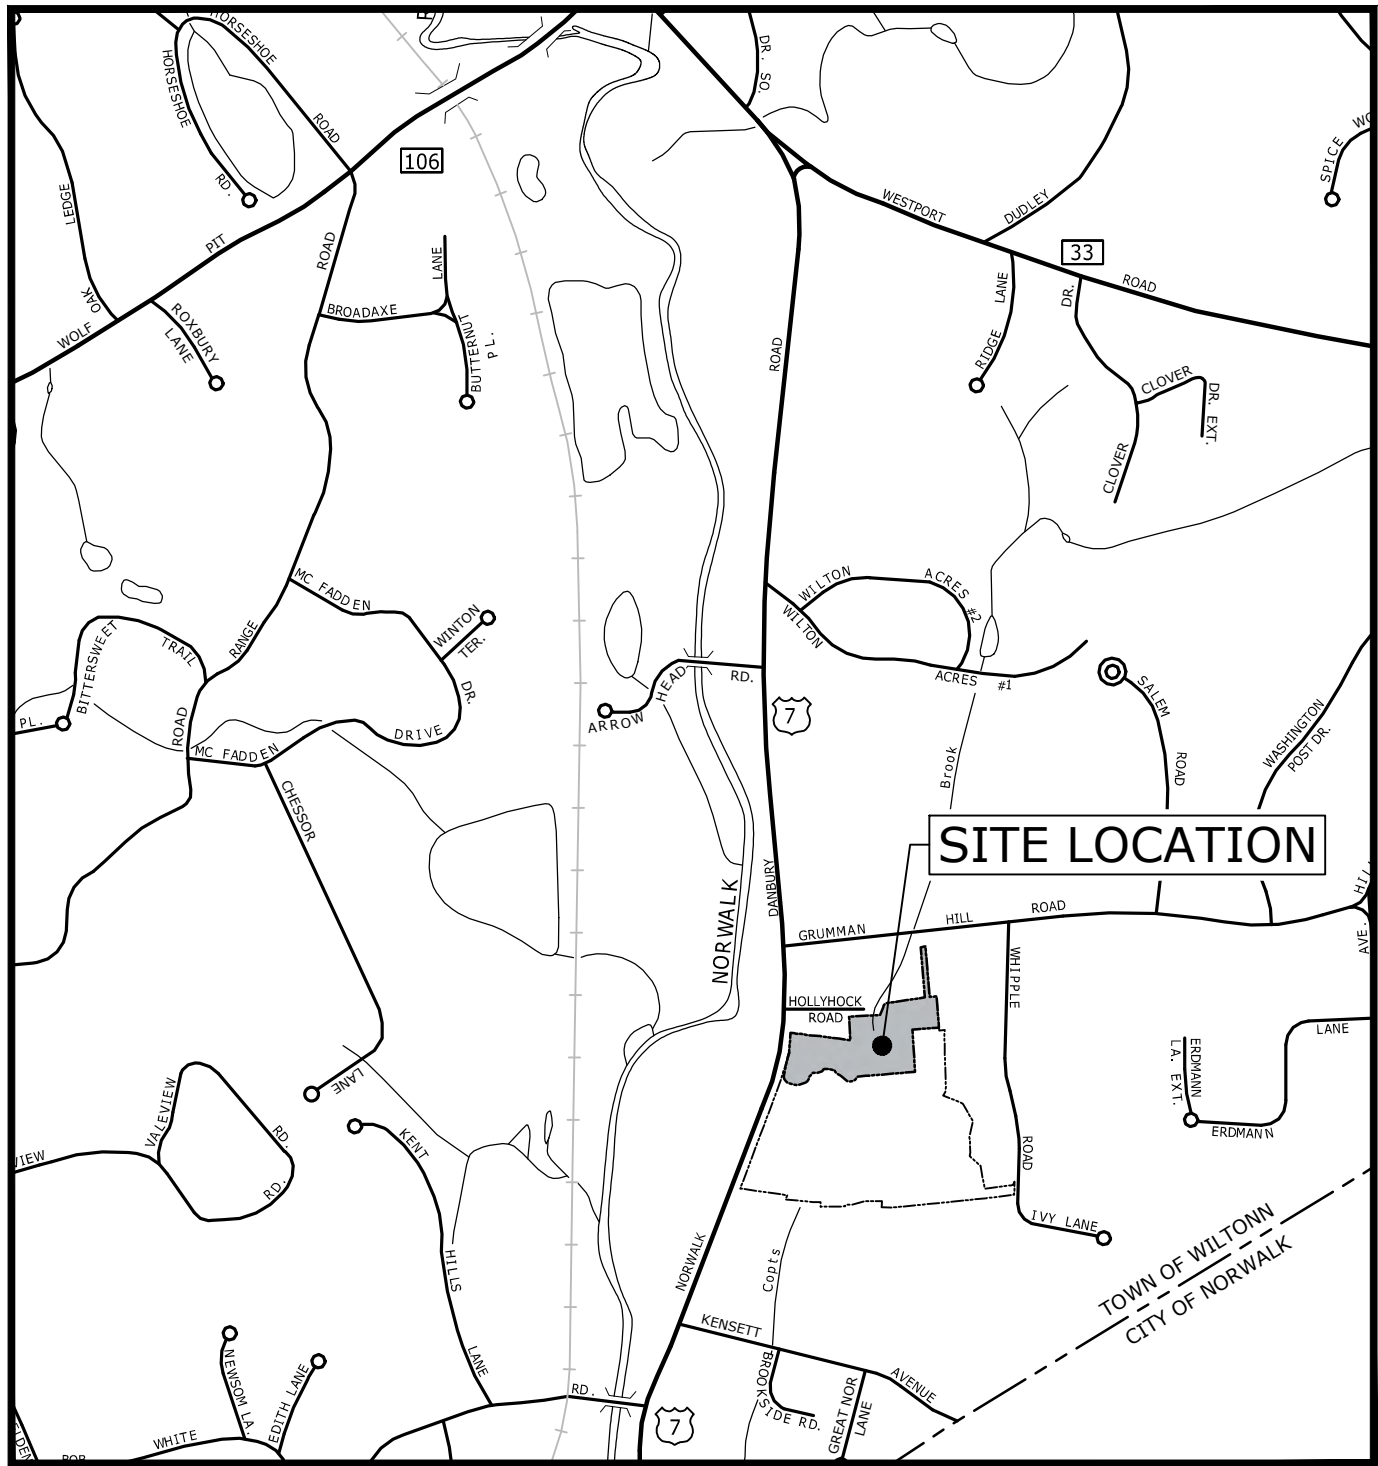 HORSESHOE
ROAD
HORSESHOE
RD.
DR. SO.
106
LEDGE
OAK
PIT
WOLF
ROXBURY
LANE
ROAD
BROADAXE
LANE
BUTTERNUT
PL.
WESTPORT
DUDLEY
33
ROAD
SPICE
LANE
RIDGE
DR.
CLOVER
DR. EXT.
CLOVER
ROAD
MC FADDEN
WINTON
TER.
DR.
RANGE
BITTERSWEET
TRAIL
PL.
ROAD
MC FADDEN
DRIVE
ARROW
HEAD
RD.
WILTON
ACRES #2
WILTON
ACRES #1
7
SALEM
ROAD
WASHINGTON
POST DR.
Brook
CHESSOR
SITE LOCATION
NORWALK
DANBURY
GRUMMAN
HILL
ROAD
AVE.
WHIPPLE
HOLLYHOCK
ROAD
LANE
LANE
ERDMANN
LA. EXT.
ERDMANN
VALEVIEW
RD.
RD.
VIEW
KENT
ROAD
IVY LANE
TOWN OF WILTONN
CITY OF NORWALK
HILLS
NORWALK
Copts
KENSETT
NEWSOM LA.
EDITH LANE
LANE
RD.
BROOKSIDE RD.
GREAT NOR
LANE
AVENUE
7
WHITE